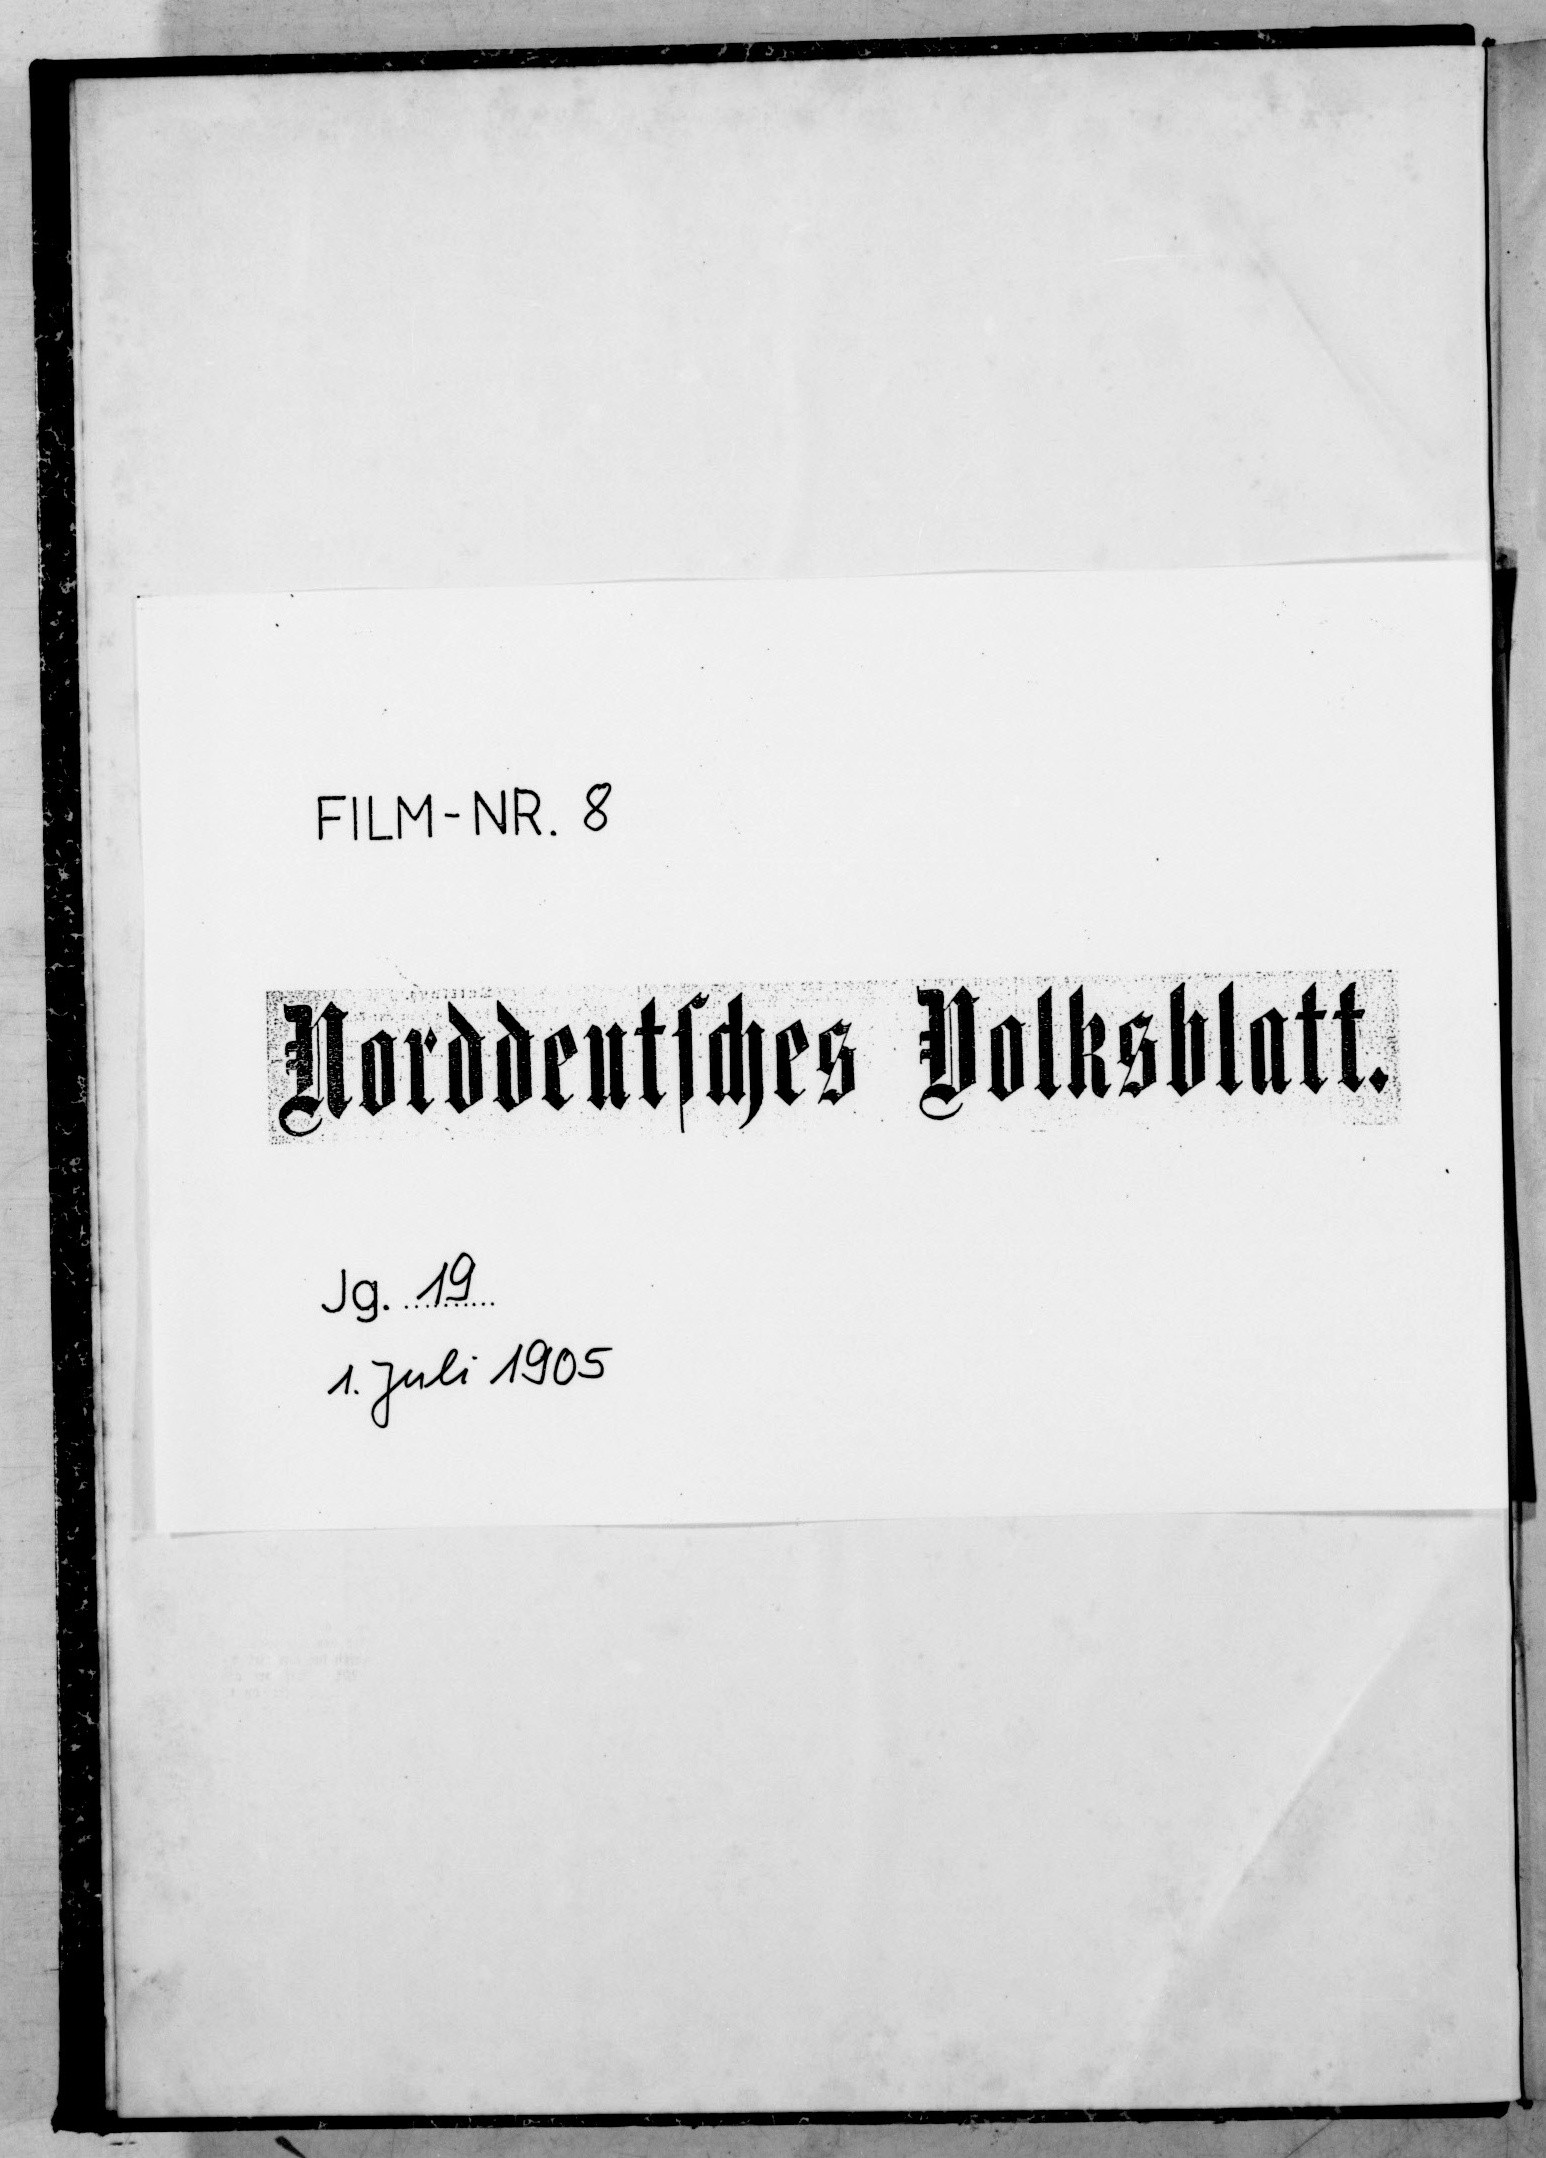 FILM-NR. 8
Norddeutsches Volksblatt.
Jg. 19
1. Juli 1905